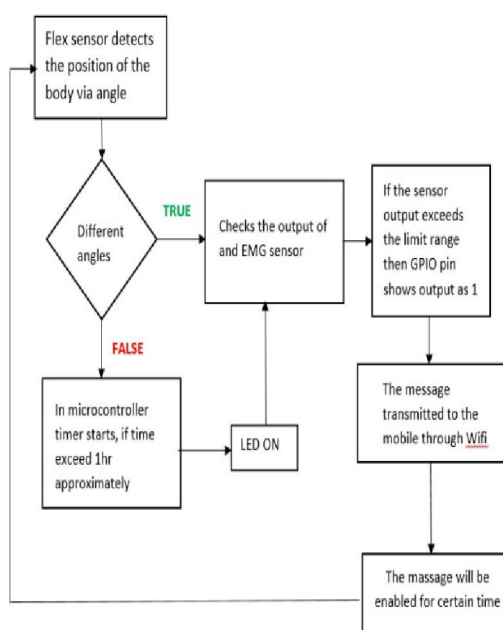 Flex sensor detects
the position of the
body via angle
Different
angles
TRUE
Checks the output of
and EMG sensor
If the sensor
output exceeds
the limit range
then GPIO pin
shows output as 1
FALSE
In microcontroller
timer starts, if time
exceed 1hr
approximately
LED ON
The message
transmitted to the
mobile through Wifi
The massage will be
enabled for certain time